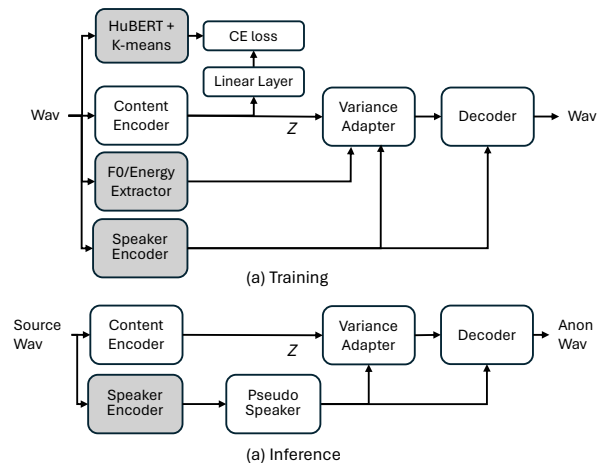 HuBERT +
K-means
CE loss
Linear Layer
Wav
Content
Encoder
Z
Variance
Adapter
Decoder
Wav
F0/Energy
Extractor
Speaker
Encoder
(a) Training
Source
Wav
Content
Encoder
Z
Variance
Adapter
Decoder
Anon
Wav
Speaker
Encoder
Pseudo
Speaker
(a) Inference